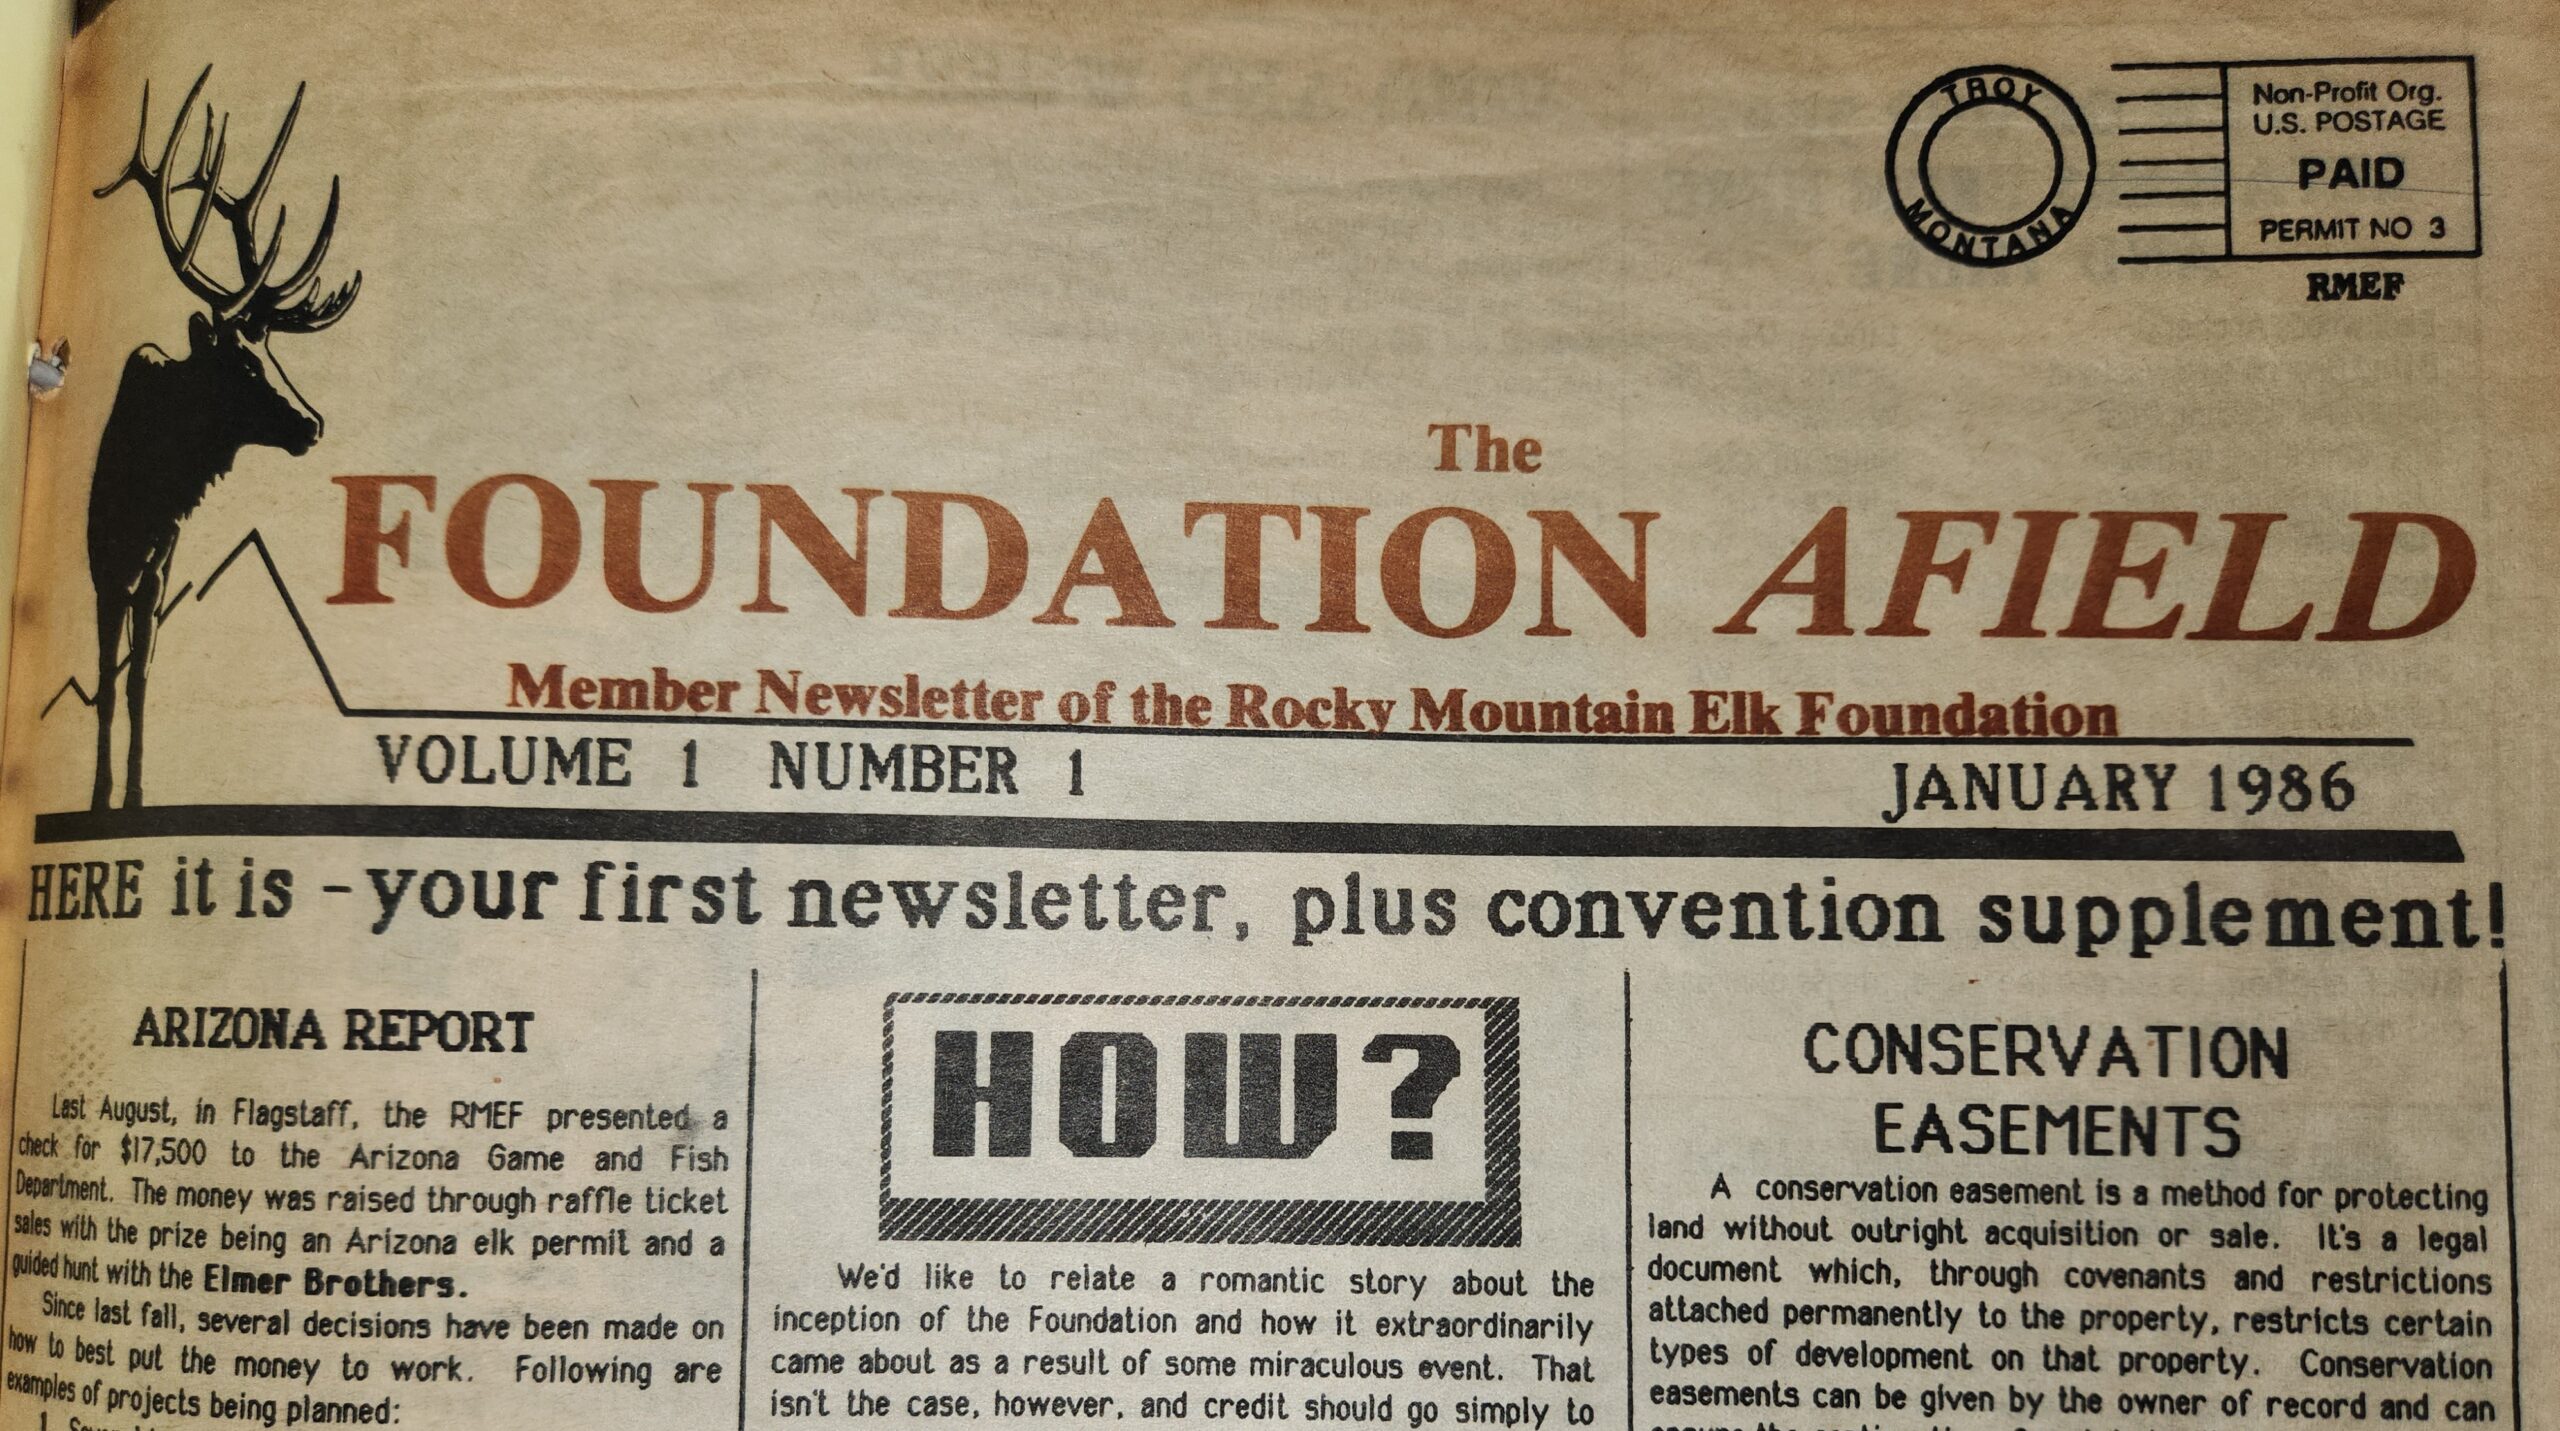 TROY
MONTANA
Non-Profit Org.
U.S. POSTAGE
PAID
PERMIT NO 3
RMEF
The
FOUNDATION AFIELD
Member Newsletter of the Rocky Mountain Elk Foundation
VOLUME 1 NUMBER 1
JANUARY 1986
HERE it is - your first newsletter, plus convention supplement!
ARIZONA REPORT
Last August, in Flagstaff, the RMEF presented a
check for $17,500 to the Arizona Game and Fish
Department. The money was raised through raffle ticket
sales with the prize being an Arizona elk permit and a
guided hunt with the Elmer Brothers.
Since last fall, several decisions have been made on
how to best put the money to work. Following are
examples of projects being planned:
1.
HOW?
We'd like to relate a romantic story about the
inception of the Foundation and how it extraordinarily
came about as a result of some miraculous event. That
isn't the case, however, and credit should go simply to
CONSERVATION
EASEMENTS
A conservation easement is a method for protecting
land without outright acquisition or sale. It's a legal
document which, through covenants and restrictions
attached permanently to the property, restricts certain
types of development on that property. Conservation
easements can be given by the owner of record and can